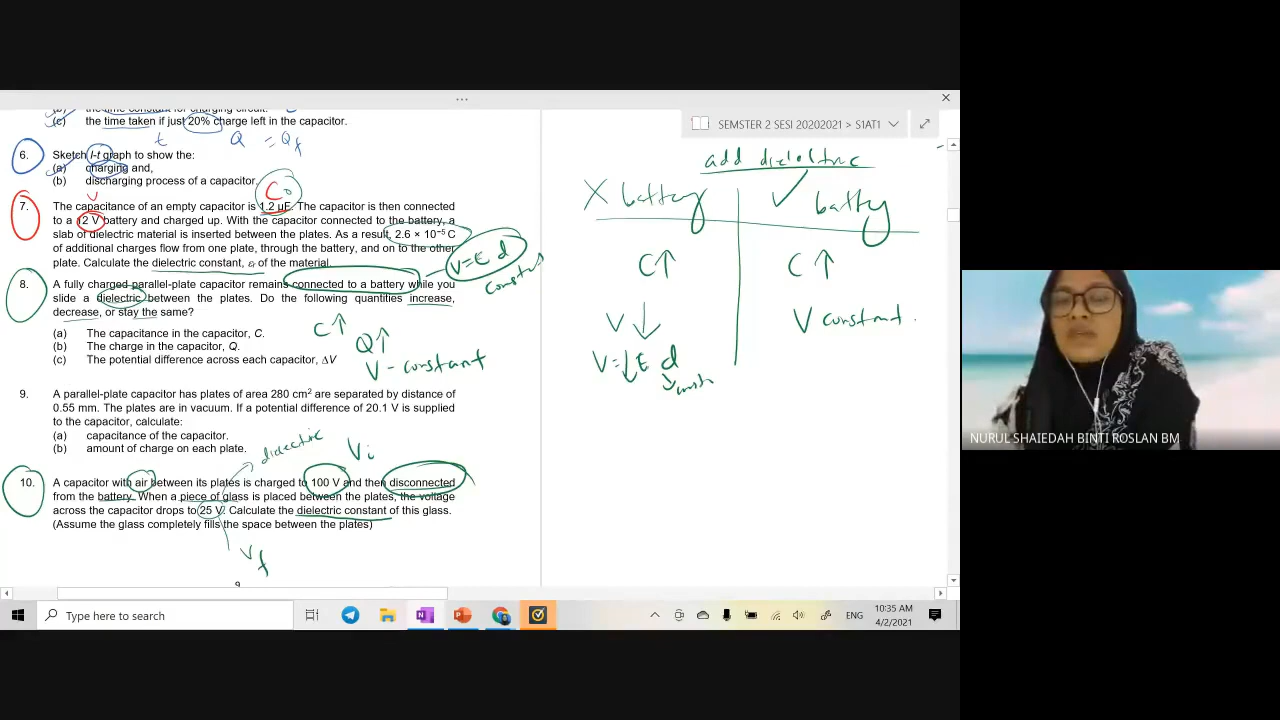 (b) the time constant for charging circuit.
(c) the time taken if just 20% charge left in the capacitor.
t Q = Qf
6. Sketch I-t graph to show the:
(a) charging and,
(b) discharging process of a capacitor.
V C₀
7. The capacitance of an empty capacitor is 1.2 μF. The capacitor is then connected
to a 12 V battery and charged up. With the capacitor connected to the battery, a
slab of dielectric material is inserted between the plates. As a result, 2.6 × 10⁻⁵ C
of additional charges flow from one plate, through the battery, and on to the other
plate. Calculate the dielectric constant, εr of the material.
V = E d
constant
8. A fully charged parallel-plate capacitor remains connected to a battery while you
slide a dielectric between the plates. Do the following quantities increase,
decrease, or stay the same?
(a) The capacitance in the capacitor, C.
(b) The charge in the capacitor, Q.
(c) The potential difference across each capacitor, ΔV
C↑
Q↑
V - constant
9. A parallel-plate capacitor has plates of area 280 cm² are separated by distance of
0.55 mm. The plates are in vacuum. If a potential difference of 20.1 V is supplied
to the capacitor, calculate:
(a) capacitance of the capacitor.
(b) amount of charge on each plate.
dielectric
Vi
10. A capacitor with air between its plates is charged to 100 V and then disconnected
from the battery. When a piece of glass is placed between the plates, the voltage
across the capacitor drops to 25 V. Calculate the dielectric constant of this glass.
(Assume the glass completely fills the space between the plates)
Vf
9
SEMSTER 2 SESI 20202021 > S1AT1
add dielectric
X battery ✓ battery
C↑ C↑
V↓ V constant.
V = ↓E d
const
NURUL SHAIEDAH BINTI ROSLAN BM
Type here to search
ENG
10:35 AM
4/2/2021